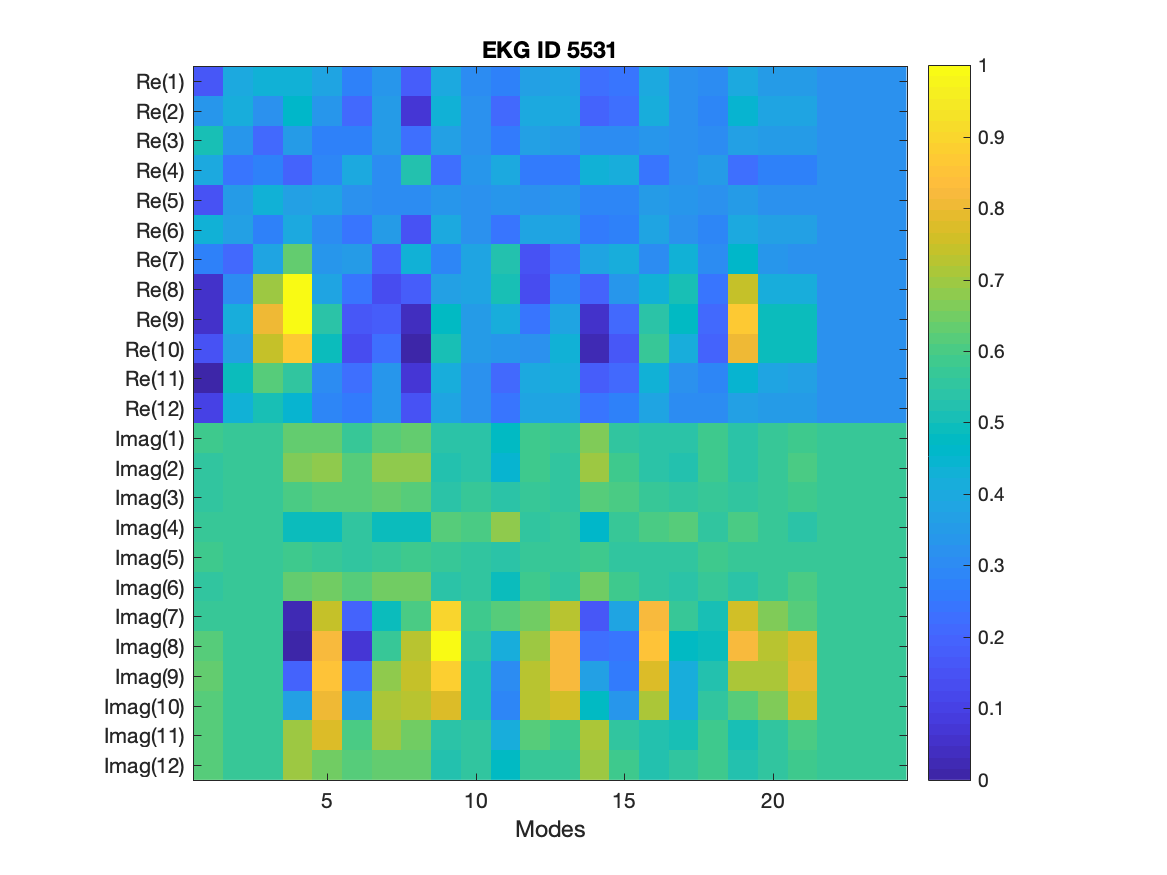 EKG ID 5531
Re(1)
Re(2)
Re(3)
Re(4)
Re(5)
Re(6)
Re(7)
Re(8)
Re(9)
Re(10)
Re(11)
Re(12)
Imag(1)
Imag(2)
Imag(3)
Imag(4)
Imag(5)
Imag(6)
Imag(7)
Imag(8)
Imag(9)
Imag(10)
Imag(11)
Imag(12)
5 10 15 20
Modes
1
0.9
0.8
0.7
0.6
0.5
0.4
0.3
0.2
0.1
0